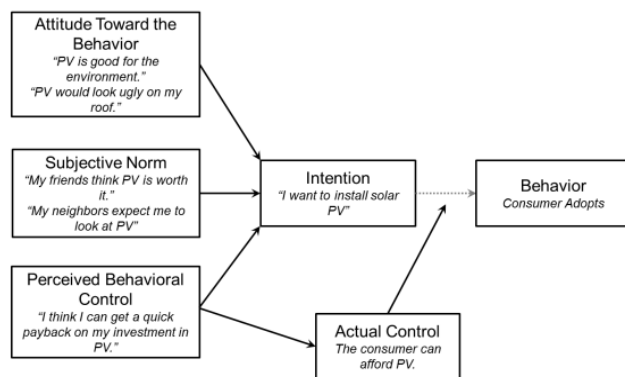 Attitude Toward the
Behavior
“PV is good for the
environment.”
“PV would look ugly on my
roof.”
Subjective Norm
“My friends think PV is worth
it.”
“My neighbors expect me to
look at PV”
Perceived Behavioral
Control
“I think I can get a quick
payback on my investment in
PV.”
Intention
“I want to install solar
PV”
Behavior
Consumer Adopts
Actual Control
The consumer can
afford PV.